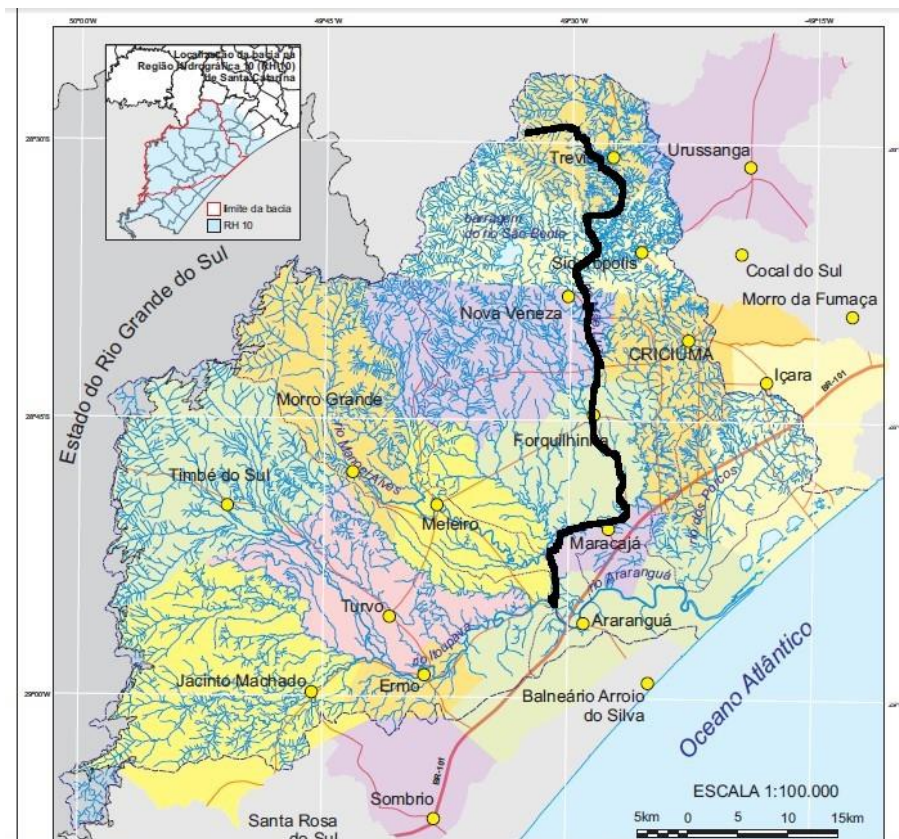 50°00'W
49°45'W
49°30'W
49°15'W
Localização da bacia na
Região Hidrográfica 10 (RH 10)
de Santa Catarina
limite da bacia
RH 10
28°30'S
28°45'S
29°00'S
Urussanga
barragem
do rio São Bento
Cocal do Sul
Nova Veneza
Morro da Fumaça
CRICIÚMA
Içara
BR-101
Estado do Rio Grande do Sul
Morro Grande
rio Manoel Alves
Timbé do Sul
Meleiro
rio dos Porcos
Maracajá
rio Araranguá
Turvo
Araranguá
rio Itoupava
Jacinto Machado
Ermo
Balneário Arroio
do Silva
Oceano Atlântico
BR-101
Sombrio
Santa Rosa
do Sul
ESCALA 1:100.000
5km 0 5 10 15km